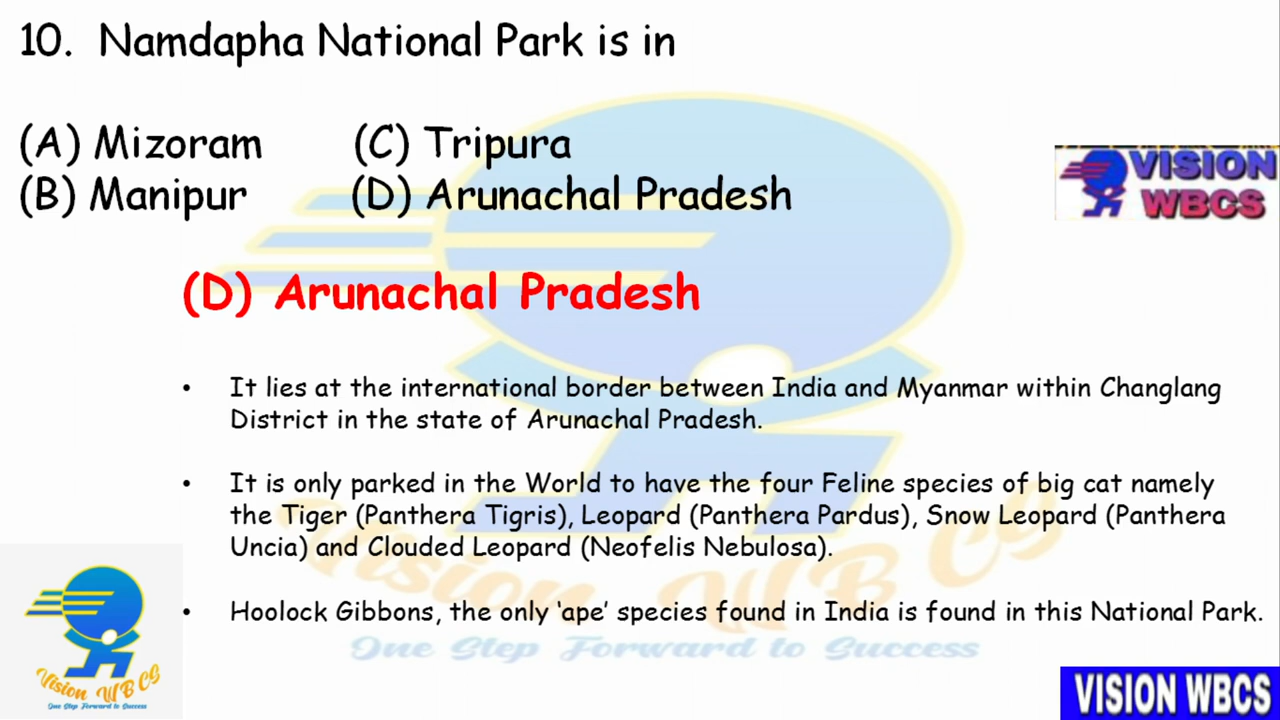 10. Namdapha National Park is in
(A) Mizoram (C) Tripura
(B) Manipur (D) Arunachal Pradesh
VISION
WBCS
(D) Arunachal Pradesh
• It lies at the international border between India and Myanmar within Changlang
District in the state of Arunachal Pradesh.
• It is only parked in the World to have the four Feline species of big cat namely
the Tiger (Panthera Tigris), Leopard (Panthera Pardus), Snow Leopard (Panthera
Uncia) and Clouded Leopard (Neofelis Nebulosa).
• Hoolock Gibbons, the only ‘ape’ species found in India is found in this National Park.
Vision WBCS
One Step Forward to Success
Vision WBCS
One Step Forward to Success
VISION WBCS